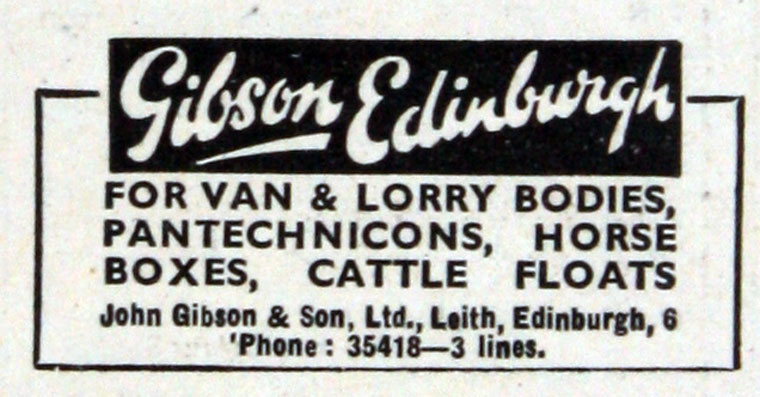 Gibson Edinburgh
FOR VAN & LORRY BODIES,
PANTECHNICONS, HORSE
BOXES, CATTLE FLOATS
John Gibson & Son, Ltd., Leith, Edinburgh, 6
'Phone : 35418—3 lines.